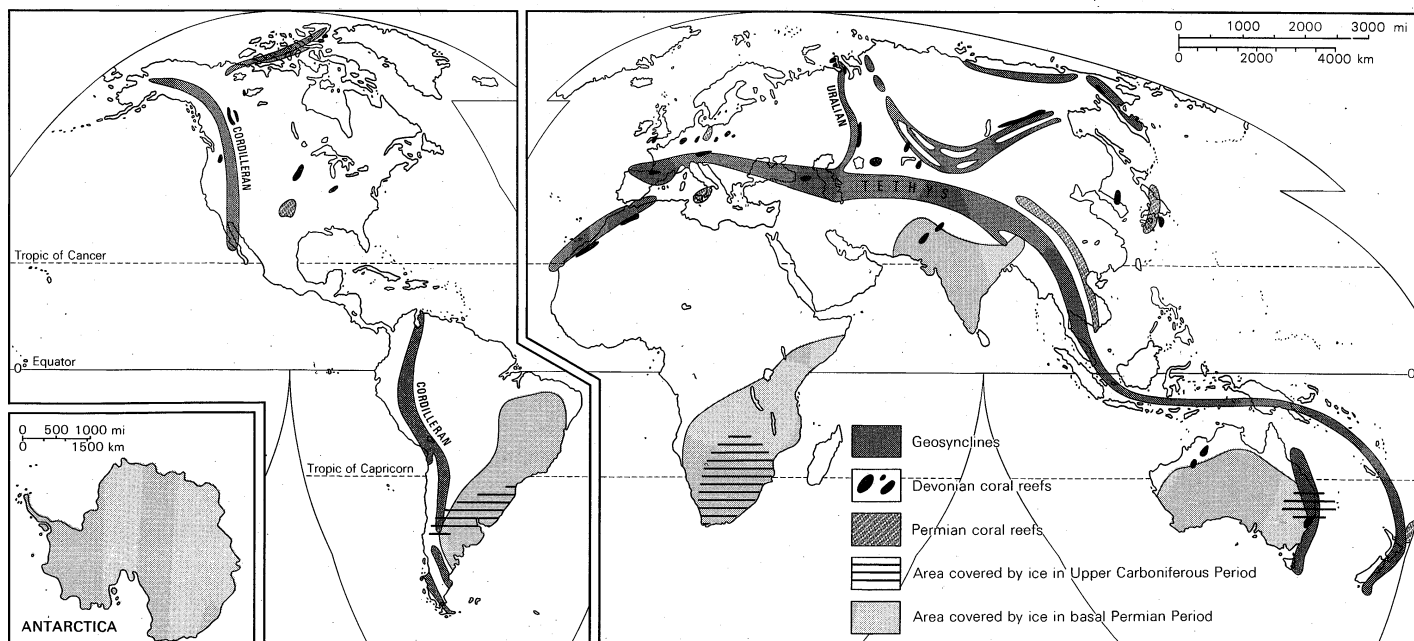 0 1000 2000 3000 mi
0 2000 4000 km
URALIAN
CORDILLERAN
TETHYS
Tropic of Cancer
0 Equator 0
CORDILLERAN
Tropic of Capricorn
0 500 1000 mi
0 1500 km
ANTARCTICA
Geosynclines
Devonian coral reefs
Permian coral reefs
Area covered by ice in Upper Carboniferous Period
Area covered by ice in basal Permian Period